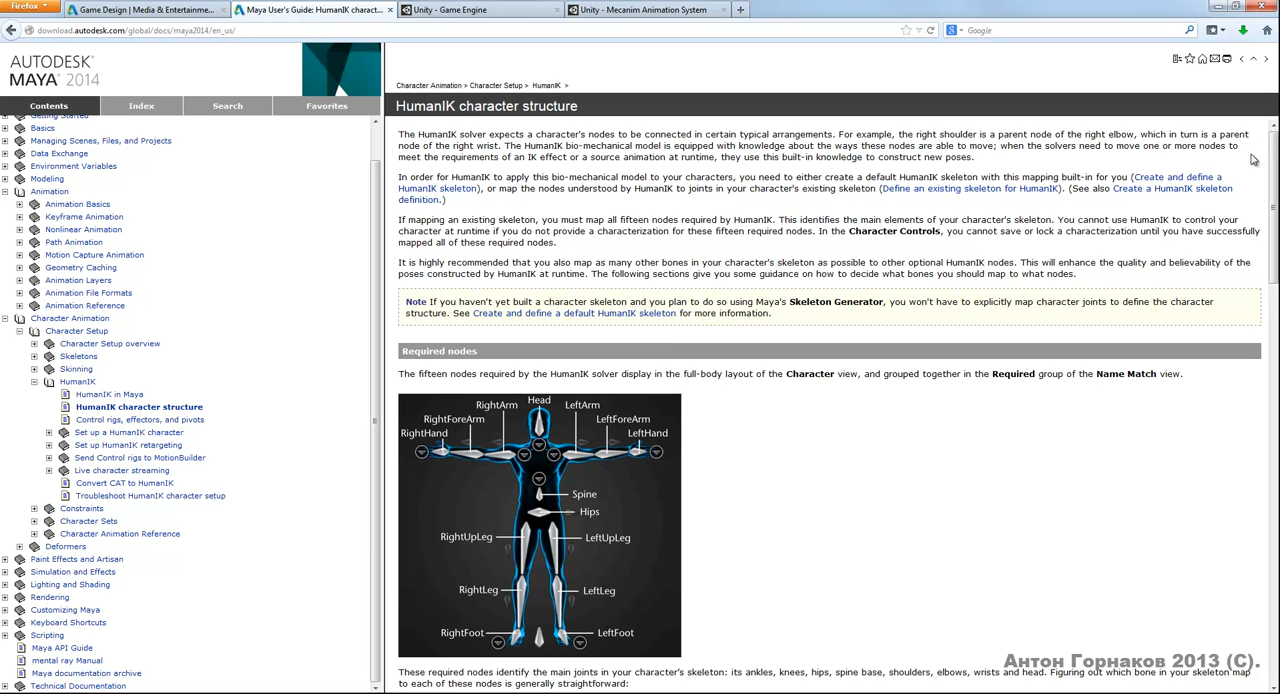 Firefox
Game Design | Media & Entertainme...
Maya User's Guide: HumanIK charact...
Unity - Game Engine
Unity - Mecanim Animation System
download.autodesk.com/global/docs/maya2014/en_us/
Google
AUTODESK®
MAYA® 2014
Contents
Index
Search
Favorites
Getting Started
Basics
Managing Scenes, Files, and Projects
Data Exchange
Environment Variables
Modeling
Animation
Animation Basics
Keyframe Animation
Nonlinear Animation
Path Animation
Motion Capture Animation
Geometry Caching
Animation Layers
Animation File Formats
Animation Reference
Character Animation
Character Setup
Character Setup overview
Skeletons
Skinning
HumanIK
HumanIK in Maya
HumanIK character structure
Control rigs, effectors, and pivots
Set up a HumanIK character
Set up HumanIK retargeting
Send Control rigs to MotionBuilder
Live character streaming
Convert CAT to HumanIK
Troubleshoot HumanIK character setup
Constraints
Character Sets
Character Animation Reference
Deformers
Paint Effects and Artisan
Simulation and Effects
Lighting and Shading
Rendering
Customizing Maya
Keyboard Shortcuts
Scripting
Maya API Guide
mental ray Manual
Maya documentation archive
Technical Documentation
Character Animation > Character Setup > HumanIK >
HumanIK character structure
The HumanIK solver expects a character's nodes to be connected in certain typical arrangements. For example, the right shoulder is a parent node of the right elbow, which in turn is a parent
node of the right wrist. The HumanIK bio-mechanical model is equipped with knowledge about the ways these nodes are able to move; when the solvers need to move one or more nodes to
meet the requirements of an IK effect or a source animation at runtime, they use this built-in knowledge to construct new poses.
In order for HumanIK to apply this bio-mechanical model to your characters, you need to either create a default HumanIK skeleton with this mapping built-in for you (Create and define a
HumanIK skeleton), or map the nodes understood by HumanIK to joints in your character's existing skeleton (Define an existing skeleton for HumanIK). (See also Create a HumanIK skeleton
definition.)
If mapping an existing skeleton, you must map all fifteen nodes required by HumanIK. This identifies the main elements of your character's skeleton. You cannot use HumanIK to control your
character at runtime if you do not provide a characterization for these fifteen required nodes. In the Character Controls, you cannot save or lock a characterization until you have successfully
mapped all of these required nodes.
It is highly recommended that you also map as many other bones in your character's skeleton as possible to other optional HumanIK nodes. This will enhance the quality and believability of the
poses constructed by HumanIK at runtime. The following sections give you some guidance on how to decide what bones you should map to what nodes.
Note If you haven't yet built a character skeleton and you plan to do so using Maya's Skeleton Generator, you won't have to explicitly map character joints to define the character
structure. See Create and define a default HumanIK skeleton for more information.
Required nodes
The fifteen nodes required by the HumanIK solver display in the full-body layout of the Character view, and grouped together in the Required group of the Name Match view.
Head
RightArm
LeftArm
RightForeArm
LeftForeArm
RightHand
LeftHand
Spine
Hips
RightUpLeg
LeftUpLeg
RightLeg
LeftLeg
RightFoot
LeftFoot
Антон Горнаков 2013 (C).
These required nodes identify the main joints in your character's skeleton: its ankles, knees, hips, spine base, shoulders, elbows, wrists and head. Figuring out which bone in your skeleton map
to each of these nodes is generally straightforward: